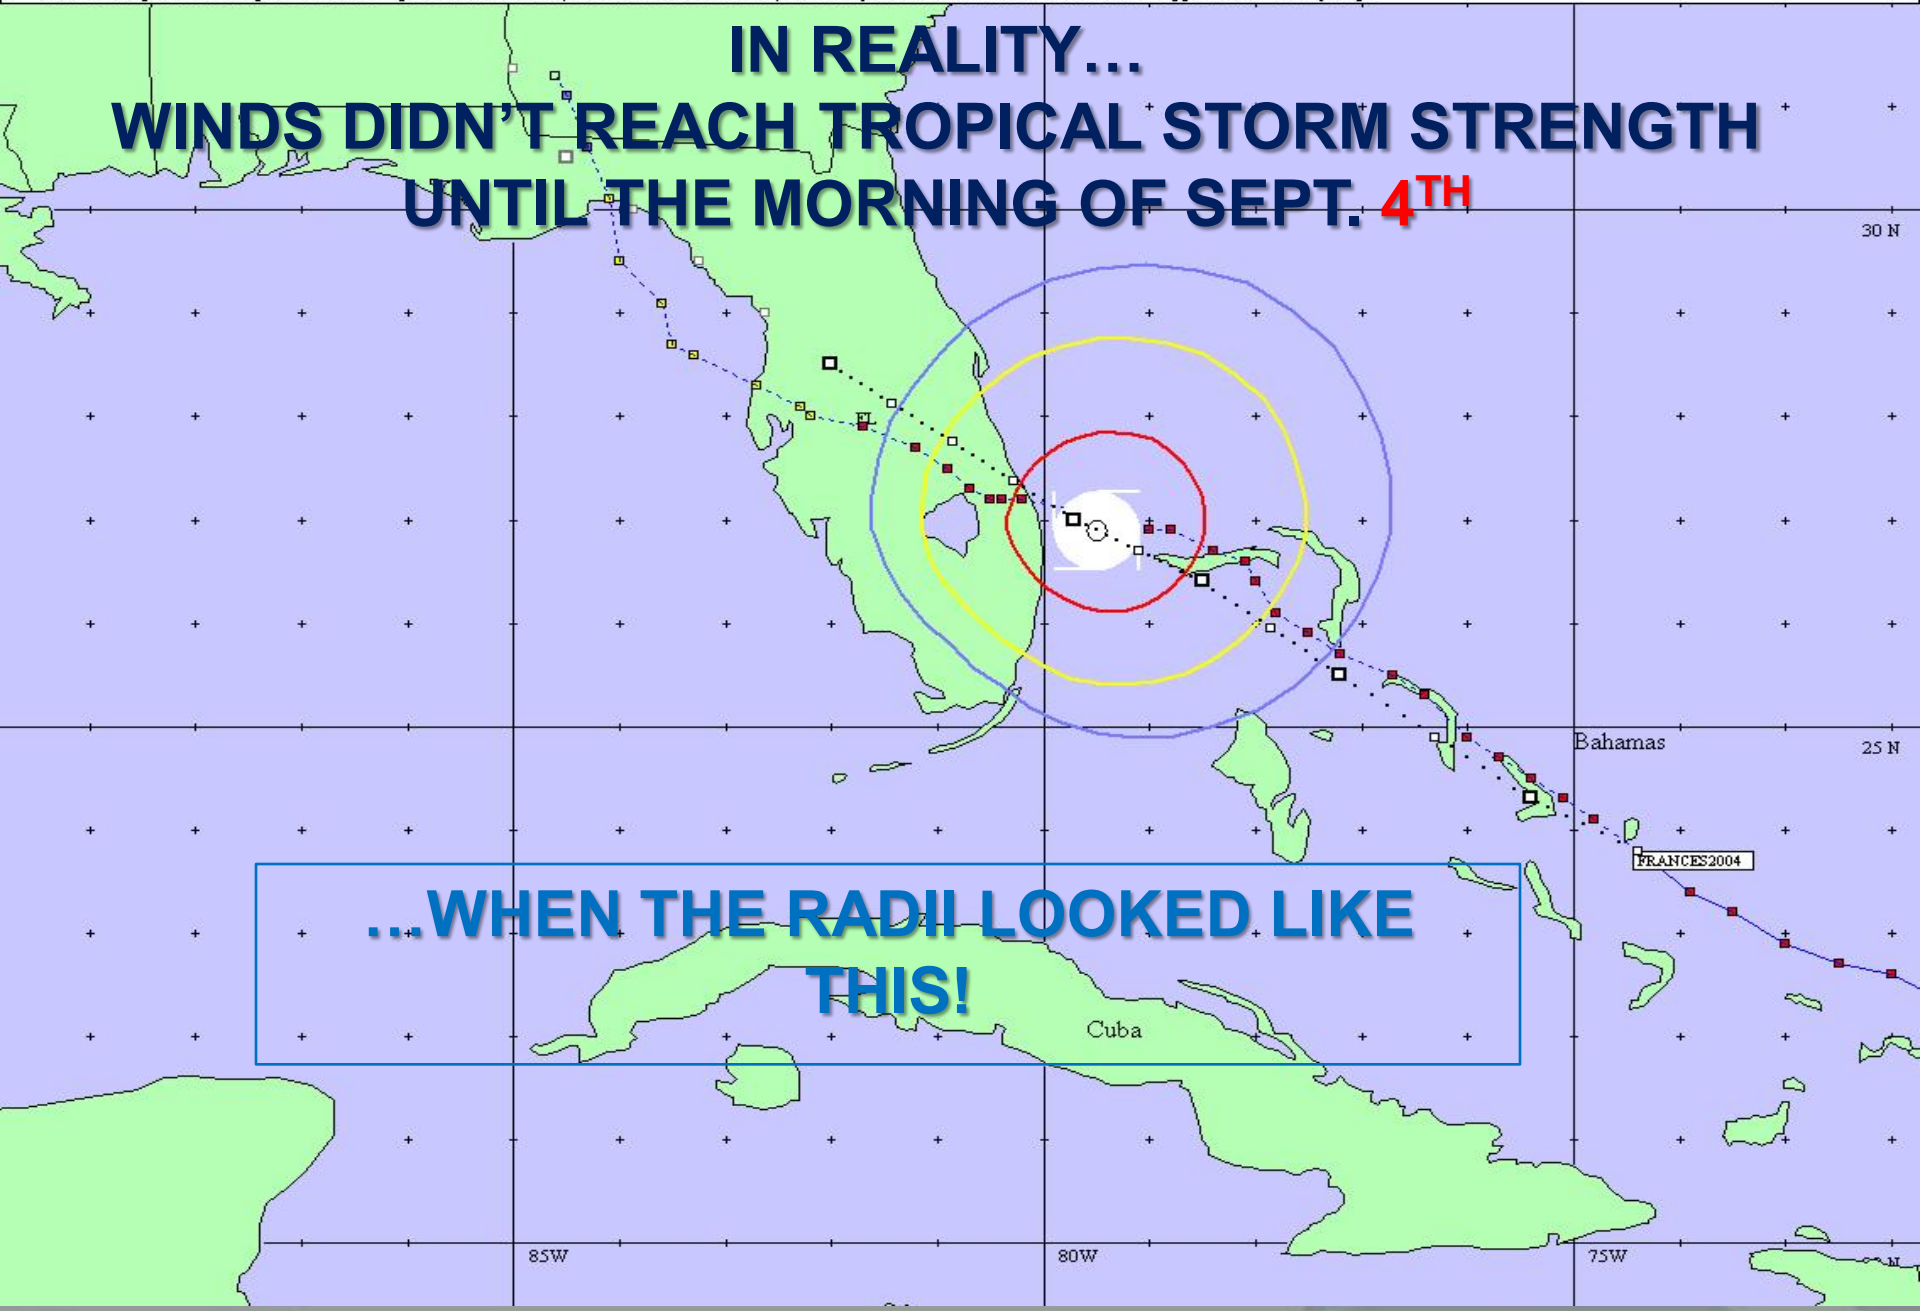 IN REALITY…
WINDS DIDN’T REACH TROPICAL STORM STRENGTH
UNTIL THE MORNING OF SEPT. 4TH
30 N
FL
Bahamas
25 N
FRANCES2004
…WHEN THE RADII LOOKED LIKE
THIS!
Cuba
85W
80W
75W